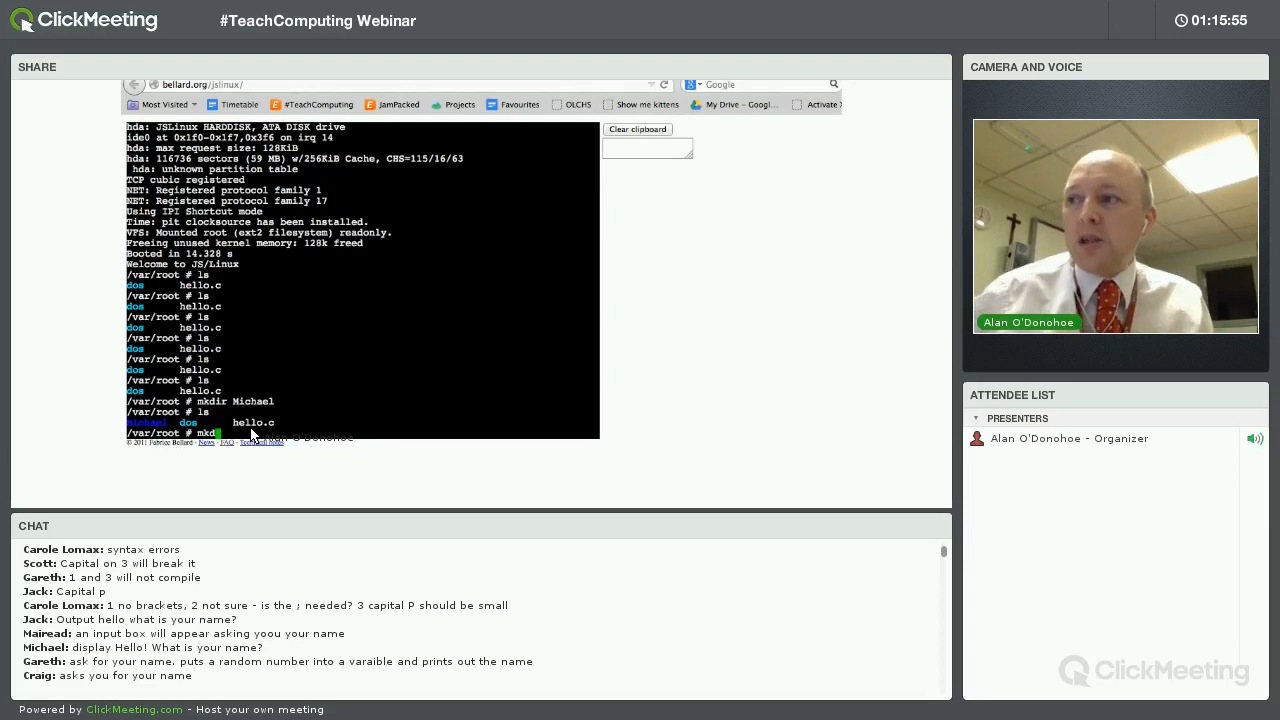 ClickMeeting
#TeachComputing Webinar
01:15:55
SHARE
bellard.org/jslinux/
Google
Most Visited
Timetable
#TeachComputing
JamPacked
Projects
Favourites
OLCHS
Show me kittens
My Drive – Googl...
Activate
hda: JSLinux HARDDISK, ATA DISK drive
ide0 at 0x1f0-0x1f7,0x3f6 on irq 14
hda: max request size: 128KiB
hda: 116736 sectors (59 MB) w/256KiB Cache, CHS=115/16/63
hda: unknown partition table
TCP cubic registered
NET: Registered protocol family 1
NET: Registered protocol family 17
Using IPI Shortcut mode
Time: pit clocksource has been installed.
VFS: Mounted root (ext2 filesystem) readonly.
Freeing unused kernel memory: 128k freed
Booted in 14.328 s
Welcome to JS/Linux
/var/root # ls
dos hello.c
/var/root # ls
dos hello.c
/var/root # ls
dos hello.c
/var/root # ls
dos hello.c
/var/root # ls
dos hello.c
/var/root # ls
dos hello.c
/var/root # mkdir Michael
/var/root # ls
Michael dos hello.c
/var/root # mkd
Alan O'Donohoe
© 2011 Fabrice Bellard - News - FAQ - Technical notes
Clear clipboard
CAMERA AND VOICE
Alan O'Donohoe
ATTENDEE LIST
PRESENTERS
Alan O'Donohoe - Organizer
CHAT
Carole Lomax: syntax errors
Scott: Capital on 3 will break it
Gareth: 1 and 3 will not compile
Jack: Capital p
Carole Lomax: 1 no brackets, 2 not sure - is the ; needed? 3 capital P should be small
Jack: Output hello what is your name?
Mairead: an input box will appear asking yoou your name
Michael: display Hello! What is your name?
Gareth: ask for your name. puts a random number into a varaible and prints out the name
Craig: asks you for your name
ClickMeeting
Powered by ClickMeeting.com - Host your own meeting